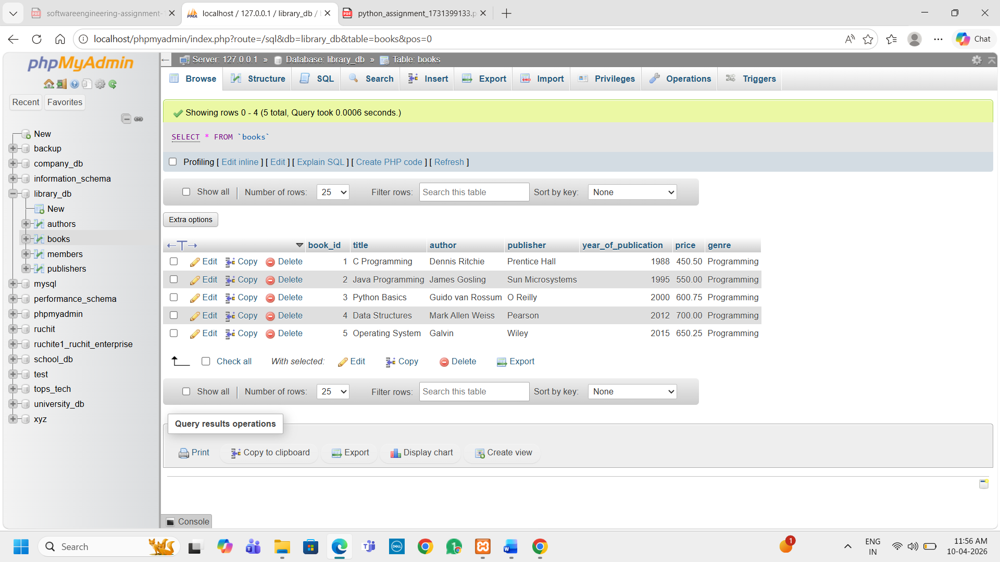 softwareengineering-assignment-
localhost / 127.0.0.1 / library_db /
python_assignment_1731399133.p
localhost/phpmyadmin/index.php?route=/sql&db=library_db&table=books&pos=0
Chat
phpMyAdmin
Recent Favorites
New
backup
company_db
information_schema
library_db
New
authors
books
members
publishers
mysql
performance_schema
phpmyadmin
ruchit
ruchite1_ruchit_enterprise
school_db
test
tops_tech
university_db
xyz
Server: 127.0.0.1 » Database: library_db » Table: books
Browse Structure SQL Search Insert Export Import Privileges Operations Triggers
Showing rows 0 - 4 (5 total, Query took 0.0006 seconds.)
SELECT * FROM `books`
Profiling [ Edit inline ] [ Edit ] [ Explain SQL ] [ Create PHP code ] [ Refresh ]
Show all Number of rows: 25 Filter rows: Search this table Sort by key: None
Extra options
book_id title author publisher year_of_publication price genre
Edit Copy Delete 1 C Programming Dennis Ritchie Prentice Hall 1988 450.50 Programming
Edit Copy Delete 2 Java Programming James Gosling Sun Microsystems 1995 550.00 Programming
Edit Copy Delete 3 Python Basics Guido van Rossum O Reilly 2000 600.75 Programming
Edit Copy Delete 4 Data Structures Mark Allen Weiss Pearson 2012 700.00 Programming
Edit Copy Delete 5 Operating System Galvin Wiley 2015 650.25 Programming
Check all With selected: Edit Copy Delete Export
Show all Number of rows: 25 Filter rows: Search this table Sort by key: None
Query results operations
Print Copy to clipboard Export Display chart Create view
Console
Search
1
ENG
IN
11:56 AM
10-04-2026